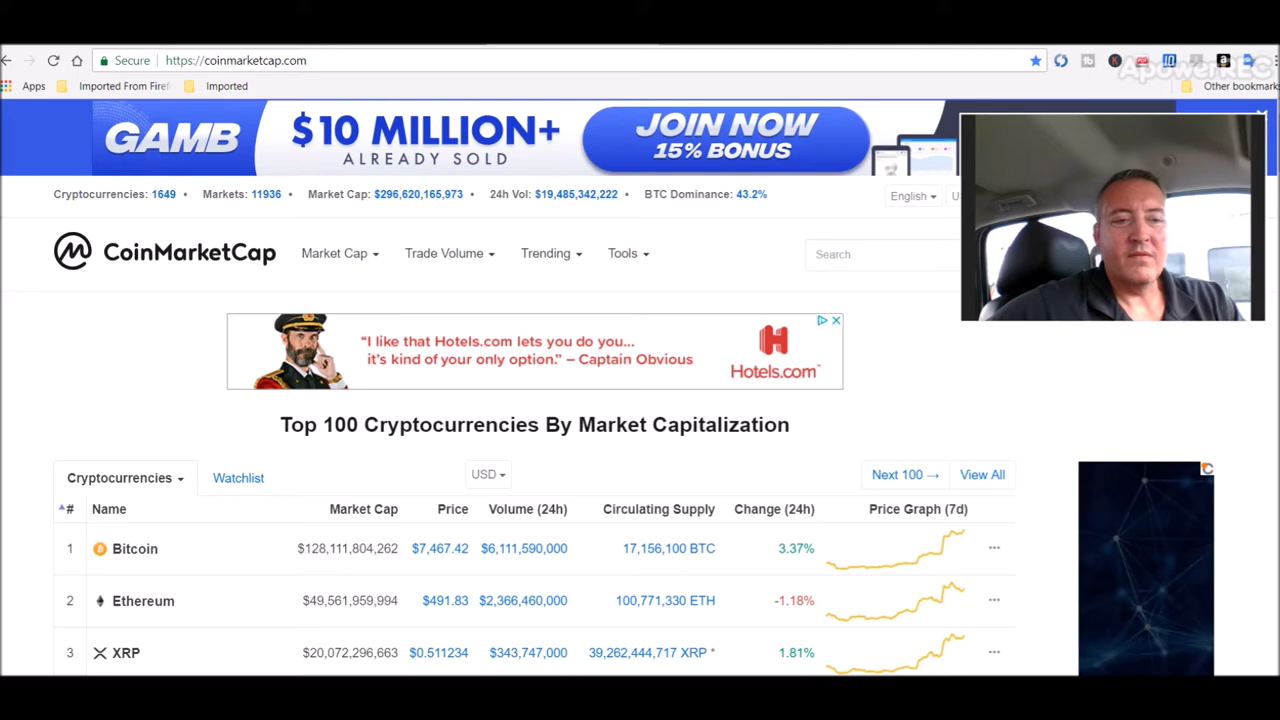 Secure https://coinmarketcap.com
ApowerREC
Apps Imported From Firef Imported Other bookmark
GAMB $10 MILLION+ JOIN NOW
ALREADY SOLD 15% BONUS
Cryptocurrencies: 1649 • Markets: 11936 • Market Cap: $296,620,165,973 • 24h Vol: $19,485,342,222 • BTC Dominance: 43.2% English U
CoinMarketCap Market Cap Trade Volume Trending Tools Search
“I like that Hotels.com lets you do you...
it's kind of your only option.” – Captain Obvious
Hotels.com
Top 100 Cryptocurrencies By Market Capitalization
Cryptocurrencies Watchlist USD Next 100 → View All
# Name Market Cap Price Volume (24h) Circulating Supply Change (24h) Price Graph (7d)
1 Bitcoin $128,111,804,262 $7,467.42 $6,111,590,000 17,156,100 BTC 3.37%
2 Ethereum $49,561,959,994 $491.83 $2,366,460,000 100,771,330 ETH -1.18%
3 XRP $20,072,296,663 $0.511234 $343,747,000 39,262,444,717 XRP * 1.81%